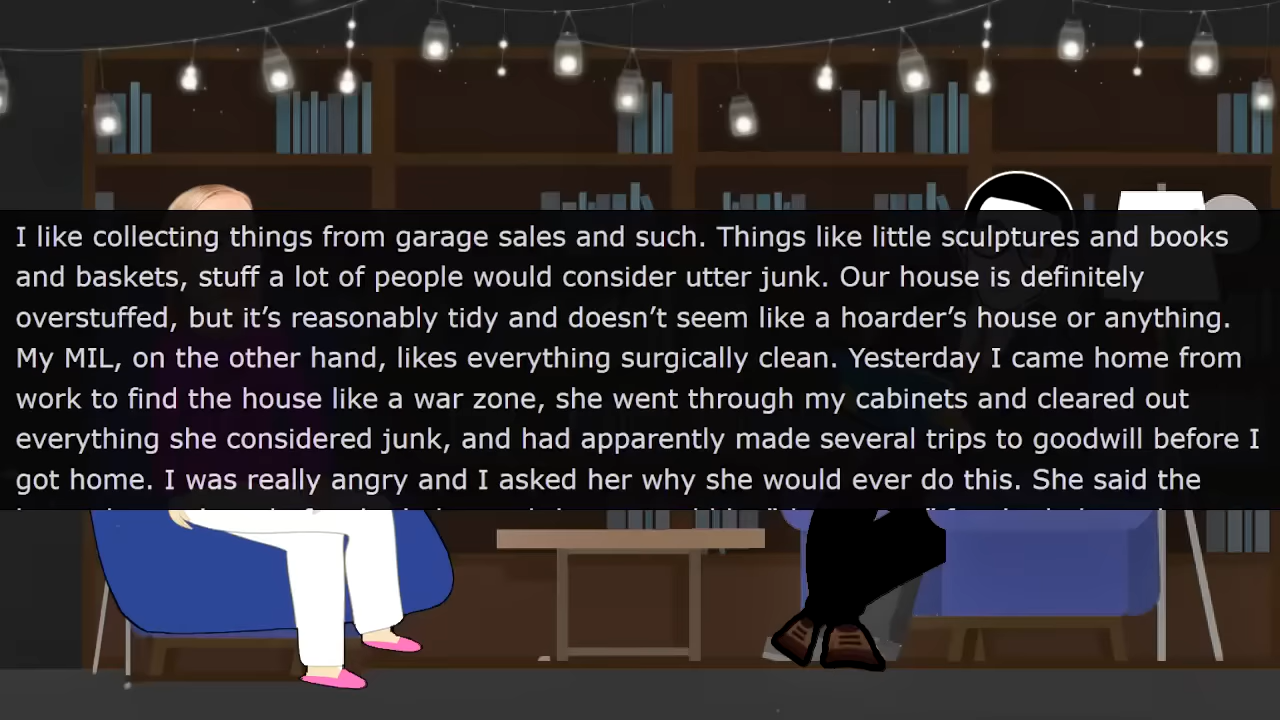 I like collecting things from garage sales and such. Things like little sculptures and books
and baskets, stuff a lot of people would consider utter junk. Our house is definitely
overstuffed, but it’s reasonably tidy and doesn’t seem like a hoarder’s house or anything.
My MIL, on the other hand, likes everything surgically clean. Yesterday I came home from
work to find the house like a war zone, she went through my cabinets and cleared out
everything she considered junk, and had apparently made several trips to goodwill before I
got home. I was really angry and I asked her why she would ever do this. She said the